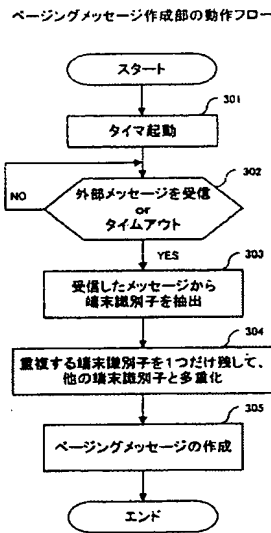 ページングメッセージ作成部の動作フロー
スタート
301
タイマ起動
302
外部メッセージを受信
or
タイムアウト
NO
YES
303
受信したメッセージから
端末識別子を抽出
304
重複する端末識別子を1つだけ残して、
他の端末識別子と多重化
305
ページングメッセージの作成
エンド